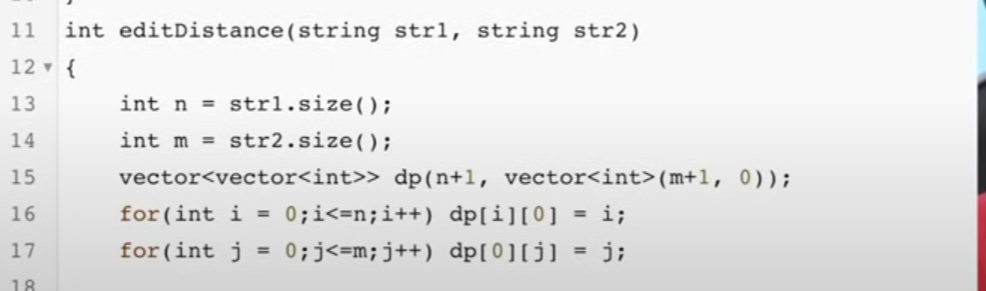 11 int editDistance(string str1, string str2)
12 {
13 int n = str1.size();
14 int m = str2.size();
15 vector<vector<int>> dp(n+1, vector<int>(m+1, 0));
16 for(int i = 0;i<=n;i++) dp[i][0] = i;
17 for(int j = 0;j<=m;j++) dp[0][j] = j;
18